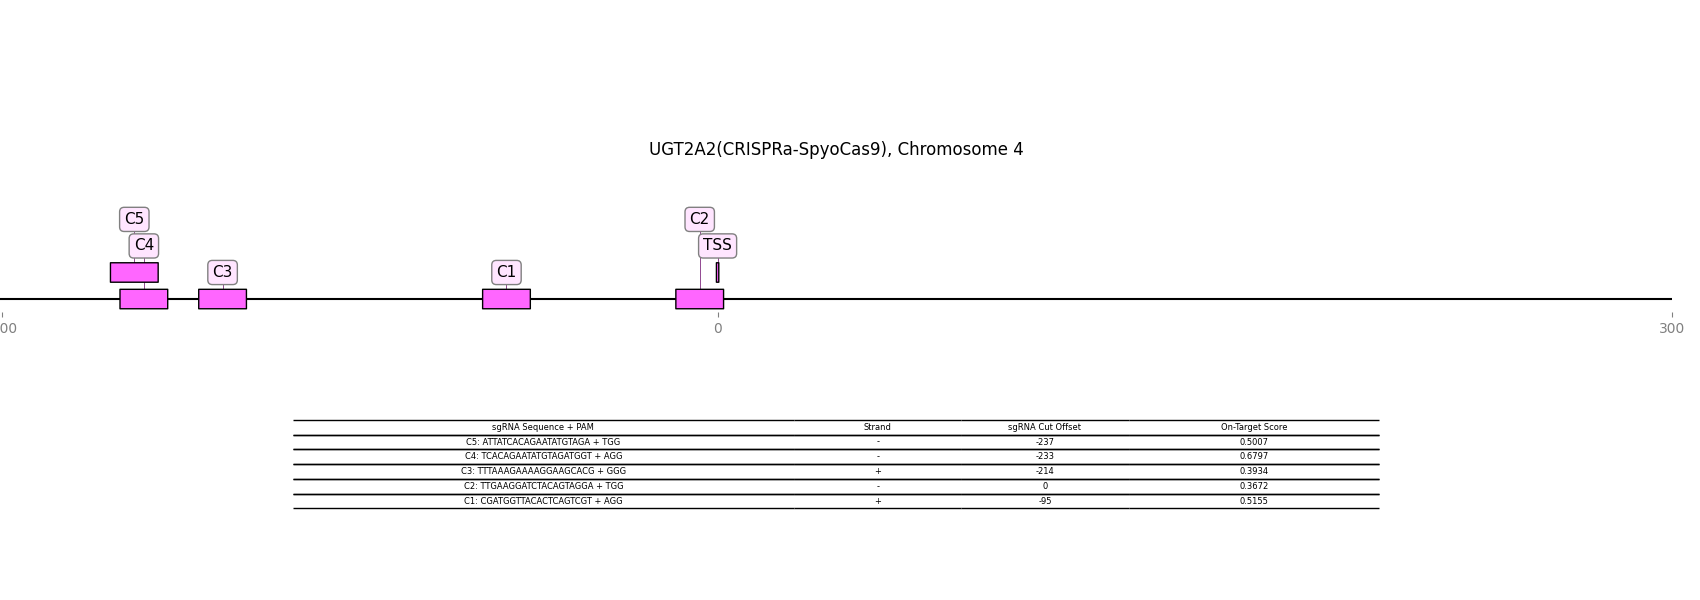 UGT2A2(CRISPRa-SpyoCas9), Chromosome 4
C5
C2
C4
TSS
C3
C1
00
0
300
sgRNA Sequence + PAM Strand sgRNA Cut Offset On-Target Score
C5: ATTATCACAGAATATGTAGA + TGG - -237 0.5007
C4: TCACAGAATATGTAGATGGT + AGG - -233 0.6797
C3: TTTAAAGAAAAGGAAGCACG + GGG + -214 0.3934
C2: TTGAAGGATCTACAGTAGGA + TGG - 0 0.3672
C1: CGATGGTTACACTCAGTCGT + AGG + -95 0.5155